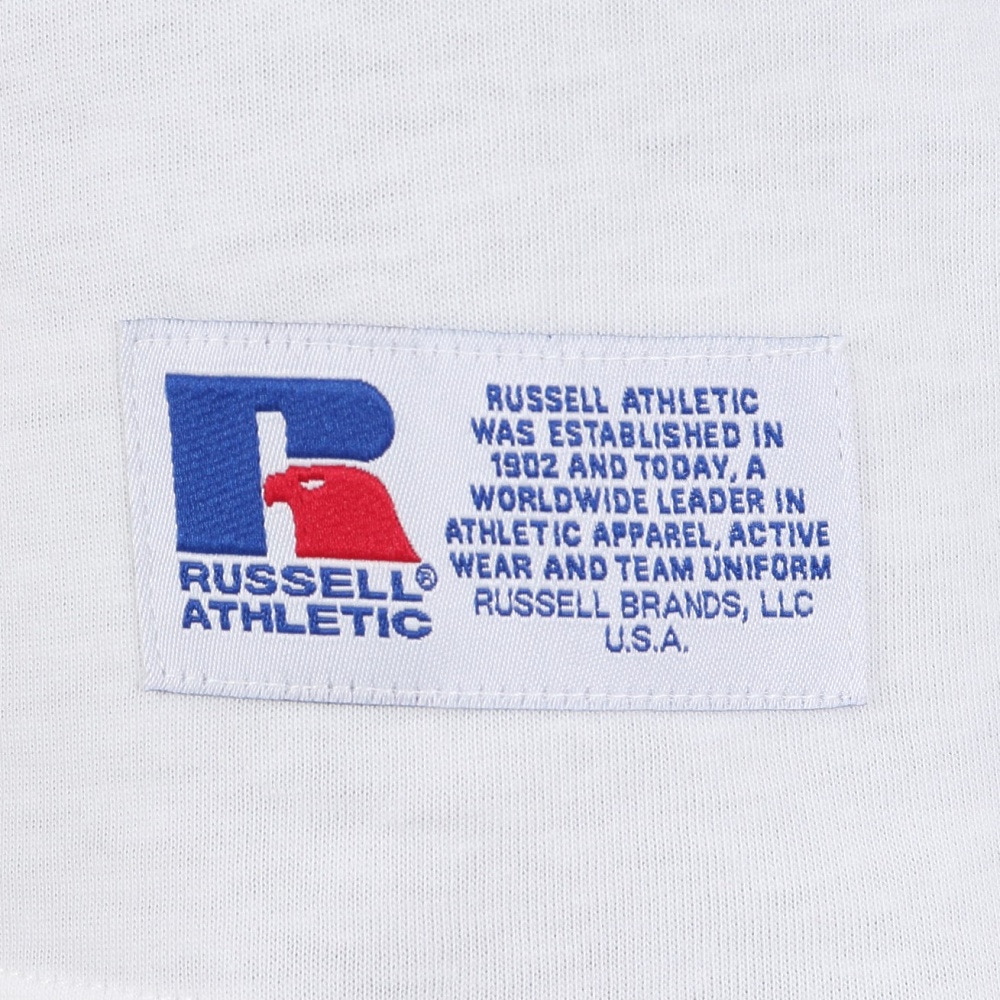 RUSSELL®
ATHLETIC
RUSSELL ATHLETIC
WAS ESTABLISHED IN
1902 AND TODAY, A
WORLDWIDE LEADER IN
ATHLETIC APPAREL, ACTIVE
WEAR AND TEAM UNIFORM
RUSSELL BRANDS, LLC
U.S.A.